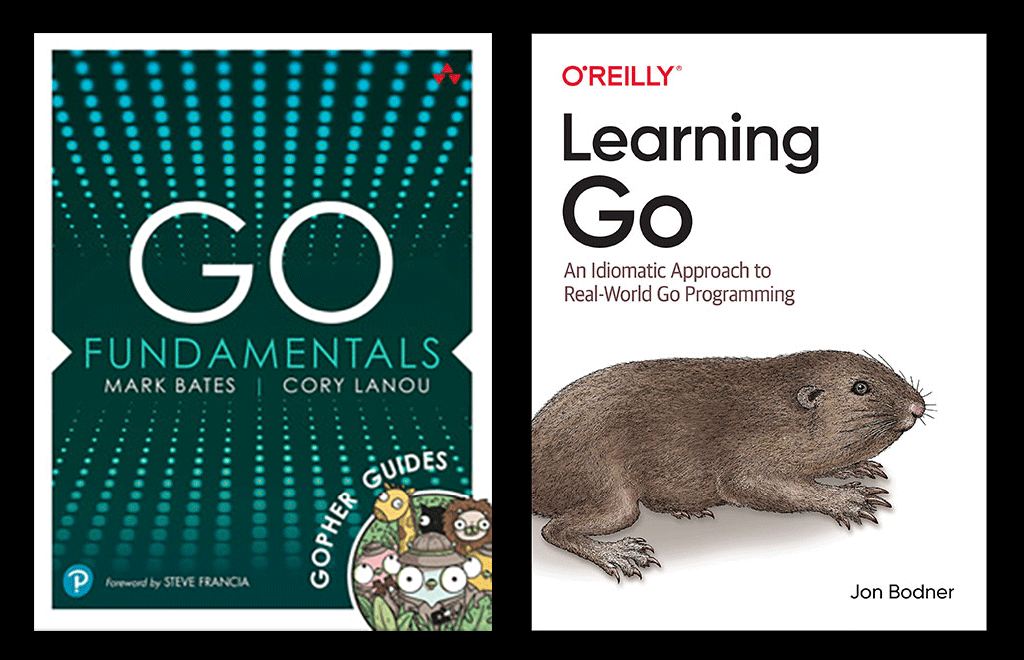 GO
FUNDAMENTALS
MARK BATES | CORY LANOU
GOPHER GUIDES
P
Foreword by STEVE FRANCIA
O'REILLY®
Learning
Go
An Idiomatic Approach to
Real-World Go Programming
Jon Bodner